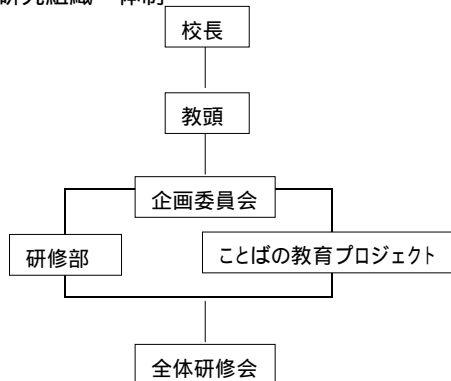 校長
教頭
企画委員会
研修部
ことばの教育プロジェクト
全体研修会